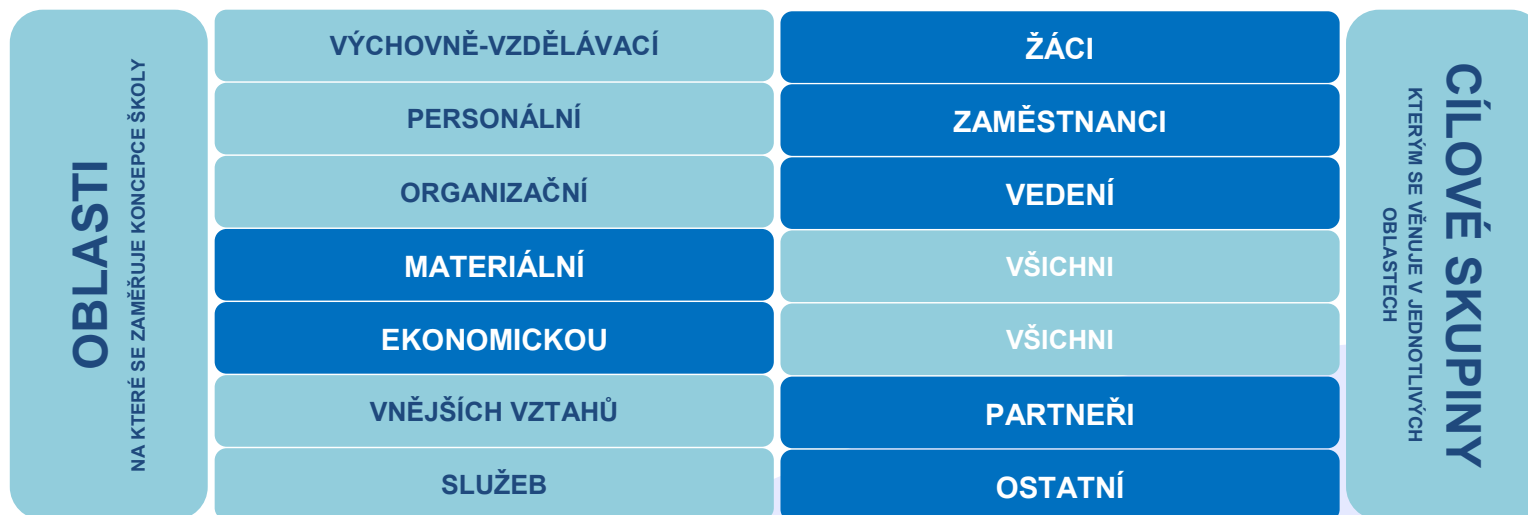 OBLASTI
NA KTERÉ SE ZAMĚRUJE KONCEPCE ŠKOLY
VÝCHOVNĚ-VZDĚLÁVACÍ
ŽÁCI
PERSONÁLNÍ
ZAMĚSTNANCI
ORGANIZAČNÍ
VEDENÍ
MATERIÁLNÍ
VŠICHNI
EKONOMICKOU
VŠICHNI
VNĚJŠÍCH VZTAHŮ
PARTNEŘI
SLUŽEB
OSTATNÍ
CÍLOVÉ SKUPINY
KTERÝM SE VĚNUJE V JEDNOTLIVÝCH
OBLASTECH